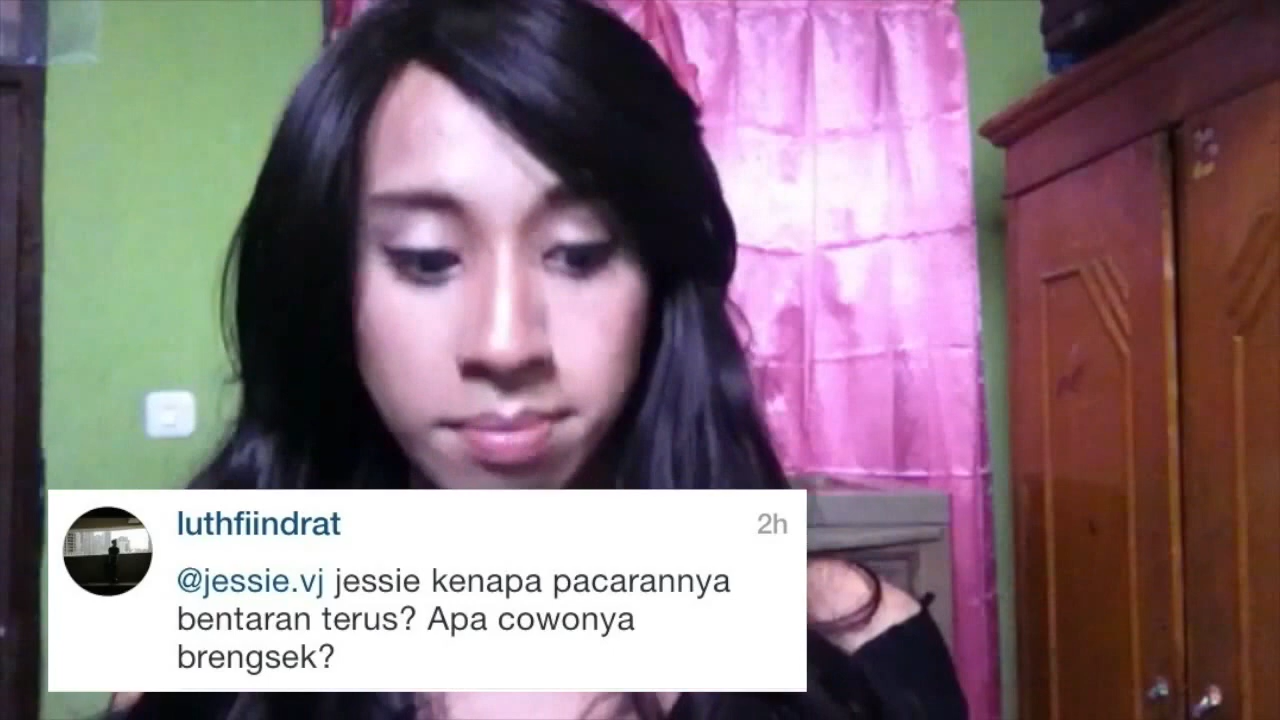 luthfiindrat
2h
@jessie.vj jessie kenapa pacarannya
bentaran terus? Apa cowonya
brengsek?